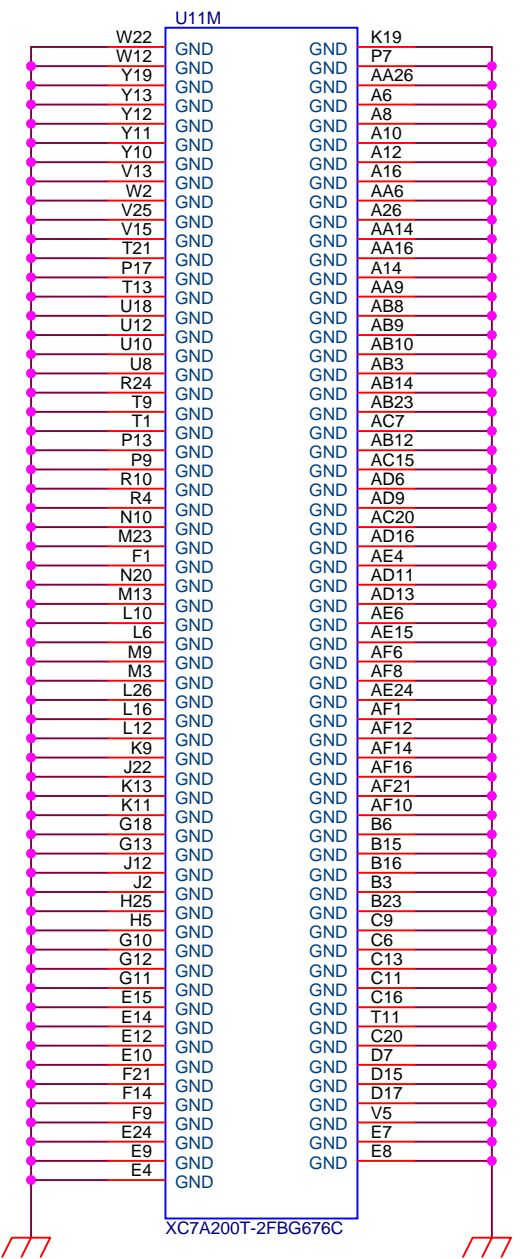 U11M
W22 GND GND K19
W12 GND GND P7
Y19 GND GND AA26
Y13 GND GND A6
Y12 GND GND A8
Y11 GND GND A10
Y10 GND GND A12
V13 GND GND A16
W2 GND GND AA6
V25 GND GND A26
V15 GND GND AA14
T21 GND GND AA16
P17 GND GND A14
T13 GND GND AA9
U18 GND GND AB8
U12 GND GND AB9
U10 GND GND AB10
U8 GND GND AB3
R24 GND GND AB14
T9 GND GND AB23
T1 GND GND AC7
P13 GND GND AB12
P9 GND GND AC15
R10 GND GND AD6
R4 GND GND AD9
N10 GND GND AC20
M23 GND GND AD16
F1 GND GND AE4
N20 GND GND AD11
M13 GND GND AD13
L10 GND GND AE6
L6 GND GND AE15
M9 GND GND AF6
M3 GND GND AF8
L26 GND GND AE24
L16 GND GND AF1
L12 GND GND AF12
K9 GND GND AF14
J22 GND GND AF16
K13 GND GND AF21
K11 GND GND AF10
G18 GND GND B6
G13 GND GND B15
J12 GND GND B16
J2 GND GND B3
H25 GND GND B23
H5 GND GND C9
G10 GND GND C6
G12 GND GND C13
G11 GND GND C11
E15 GND GND C16
E14 GND GND T11
E12 GND GND C20
E10 GND GND D7
F21 GND GND D15
F14 GND GND D17
F9 GND GND V5
E24 GND GND E7
E9 GND GND E8
E4 GND
XC7A200T-2FBG676C